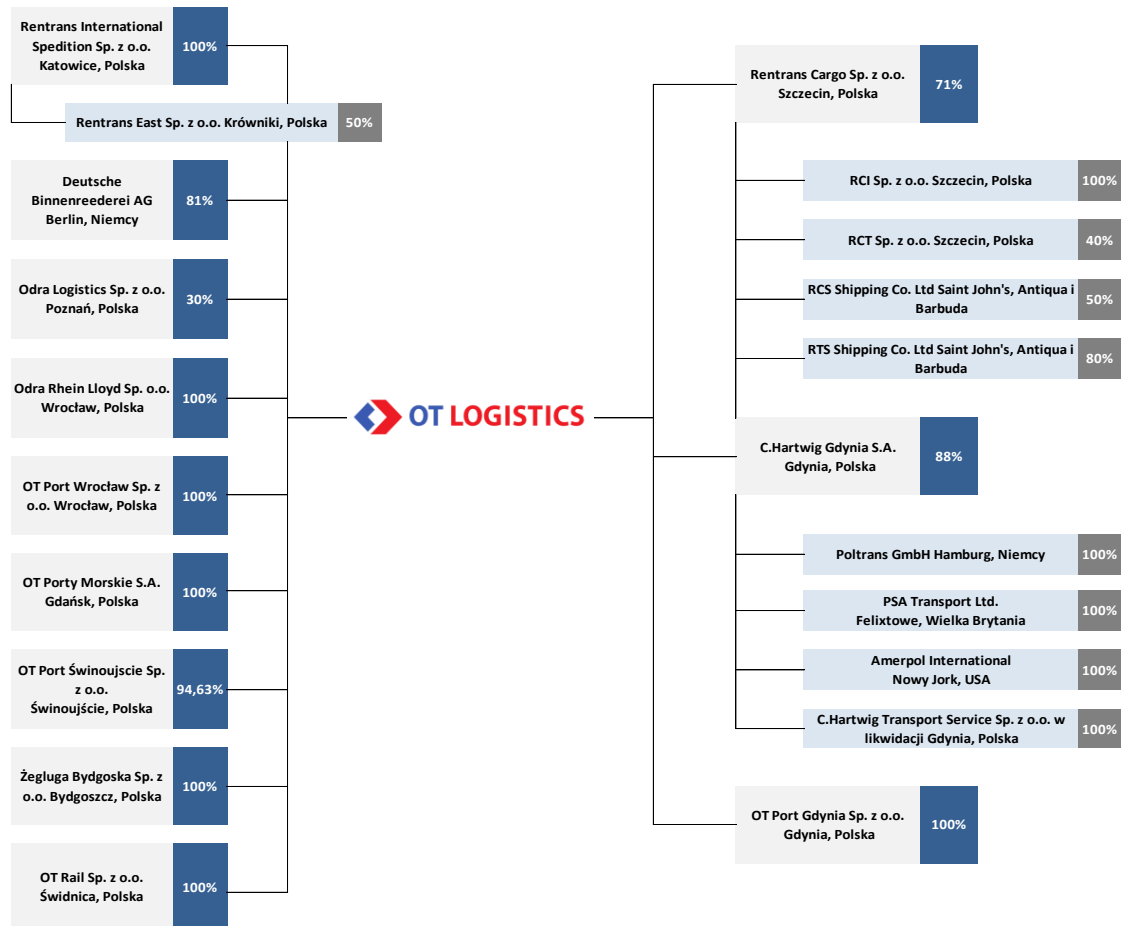 Rentrans International
Spedition Sp. z o.o.
Katowice, Polska
100%
Rentrans East Sp. z o.o. Krówniki, Polska
50%
Deutsche
Binnenreederei AG
Berlin, Niemcy
81%
Odra Logistics Sp. z o.o.
Poznań, Polska
30%
Odra Rhein Lloyd Sp. o.o.
Wrocław, Polska
100%
OT Port Wrocław Sp. z
o.o. Wrocław, Polska
100%
OT Porty Morskie S.A.
Gdańsk, Polska
100%
OT Port Świnoujscie Sp.
z o.o.
Świnoujście, Polska
94,63%
Żegluga Bydgoska Sp. z
o.o. Bydgoszcz, Polska
100%
OT Rail Sp. z o.o.
Świdnica, Polska
100%
OT LOGISTICS
Rentrans Cargo Sp. z o.o.
Szczecin, Polska
71%
RCI Sp. z o.o. Szczecin, Polska
100%
RCT Sp. z o.o. Szczecin, Polska
40%
RCS Shipping Co. Ltd Saint John's, Antiqua i
Barbuda
50%
RTS Shipping Co. Ltd Saint John's, Antiqua i
Barbuda
80%
C.Hartwig Gdynia S.A.
Gdynia, Polska
88%
Poltrans GmbH Hamburg, Niemcy
100%
PSA Transport Ltd.
Felixtowe, Wielka Brytania
100%
Amerpol International
Nowy Jork, USA
100%
C.Hartwig Transport Service Sp. z o.o. w
likwidacji Gdynia, Polska
100%
OT Port Gdynia Sp. z o.o.
Gdynia, Polska
100%